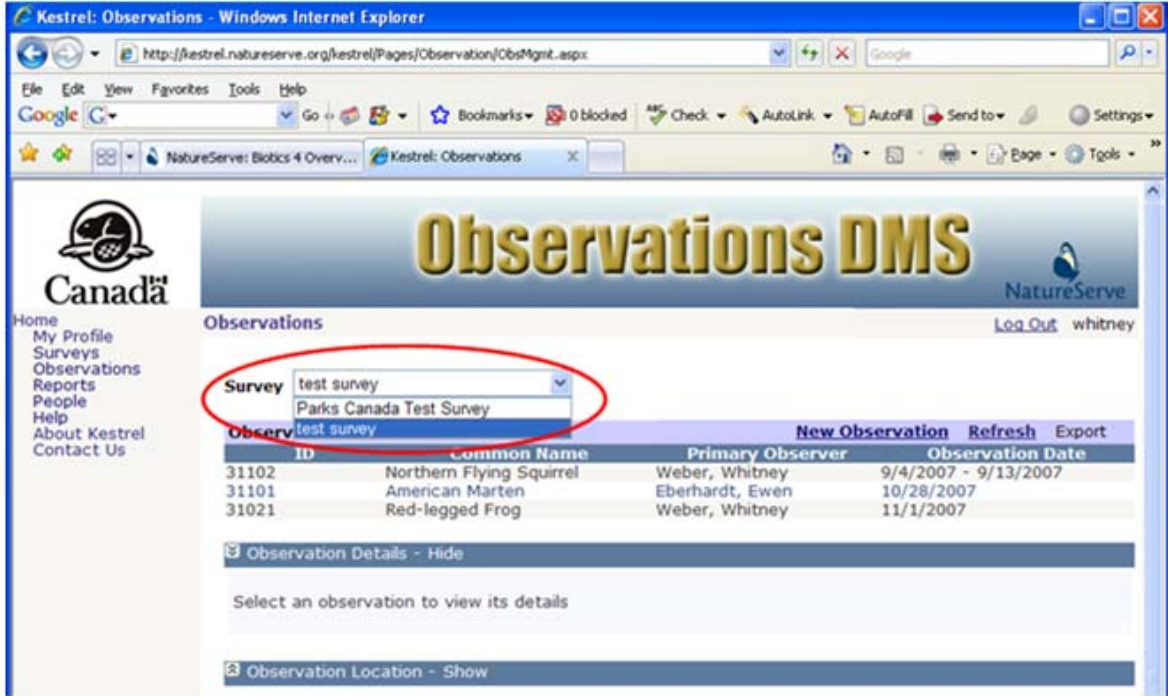 Kestrel: Observations - Windows Internet Explorer
http://kestrel.natureserve.org/kestrel/Pages/Observation/ObsMgmt.aspx Google
File Edit View Favorites Tools Help
Google G Go Bookmarks 0 blocked ABC Check AutoLink AutoFill Send to Settings
NatureServe: Biotics 4 Overv... Kestrel: Observations X Page Tools »
Observations DMS
Canada
NatureServe
Home
My Profile
Surveys
Observations
Reports
People
Help
About Kestrel
Contact Us
Observations Log Out whitney
Survey test survey
Parks Canada Test Survey
test survey
Observ New Observation Refresh Export
ID Common Name Primary Observer Observation Date
31102 Northern Flying Squirrel Weber, Whitney 9/4/2007 - 9/13/2007
31101 American Marten Eberhardt, Ewen 10/28/2007
31021 Red-legged Frog Weber, Whitney 11/1/2007
Observation Details - Hide
Select an observation to view its details
Observation Location - Show